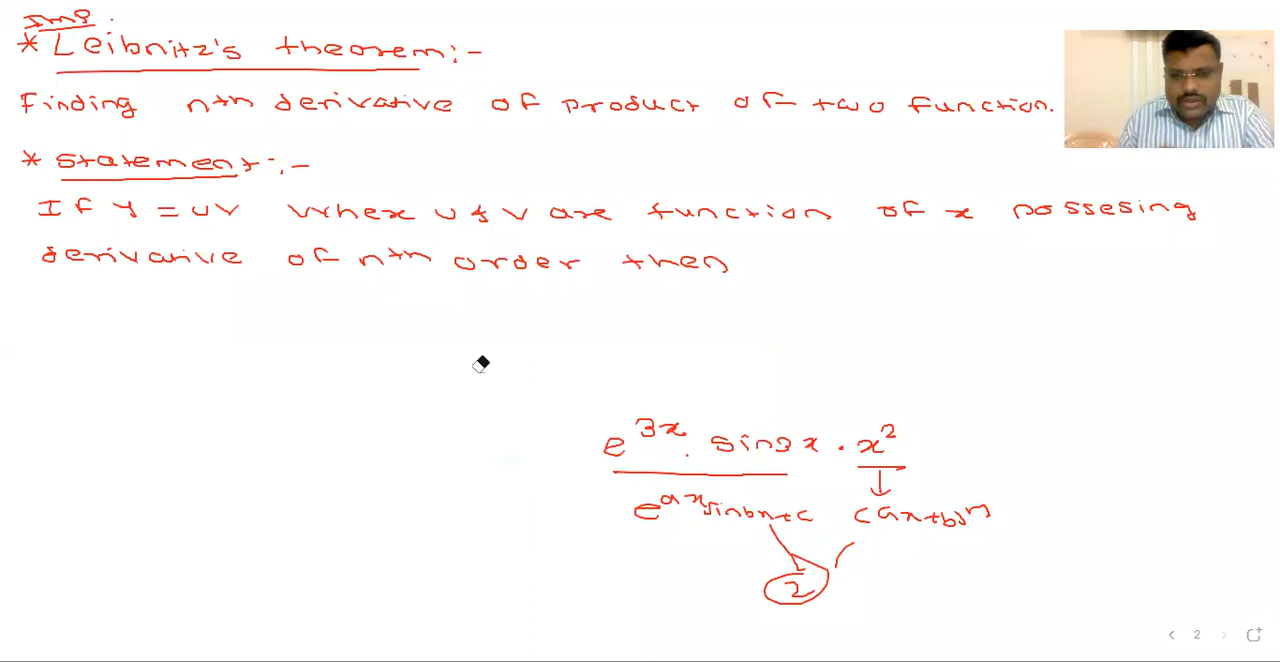 Imp.
* Leibnitz's theorem:-
Finding nth derivative of product of two function.
* Statement:-
If y = uv where u & v are function of x possesing
derivative of nth order then
e^3x . sin3x . x^2
e^ax sinbx+c (ax+b)^m
2
2